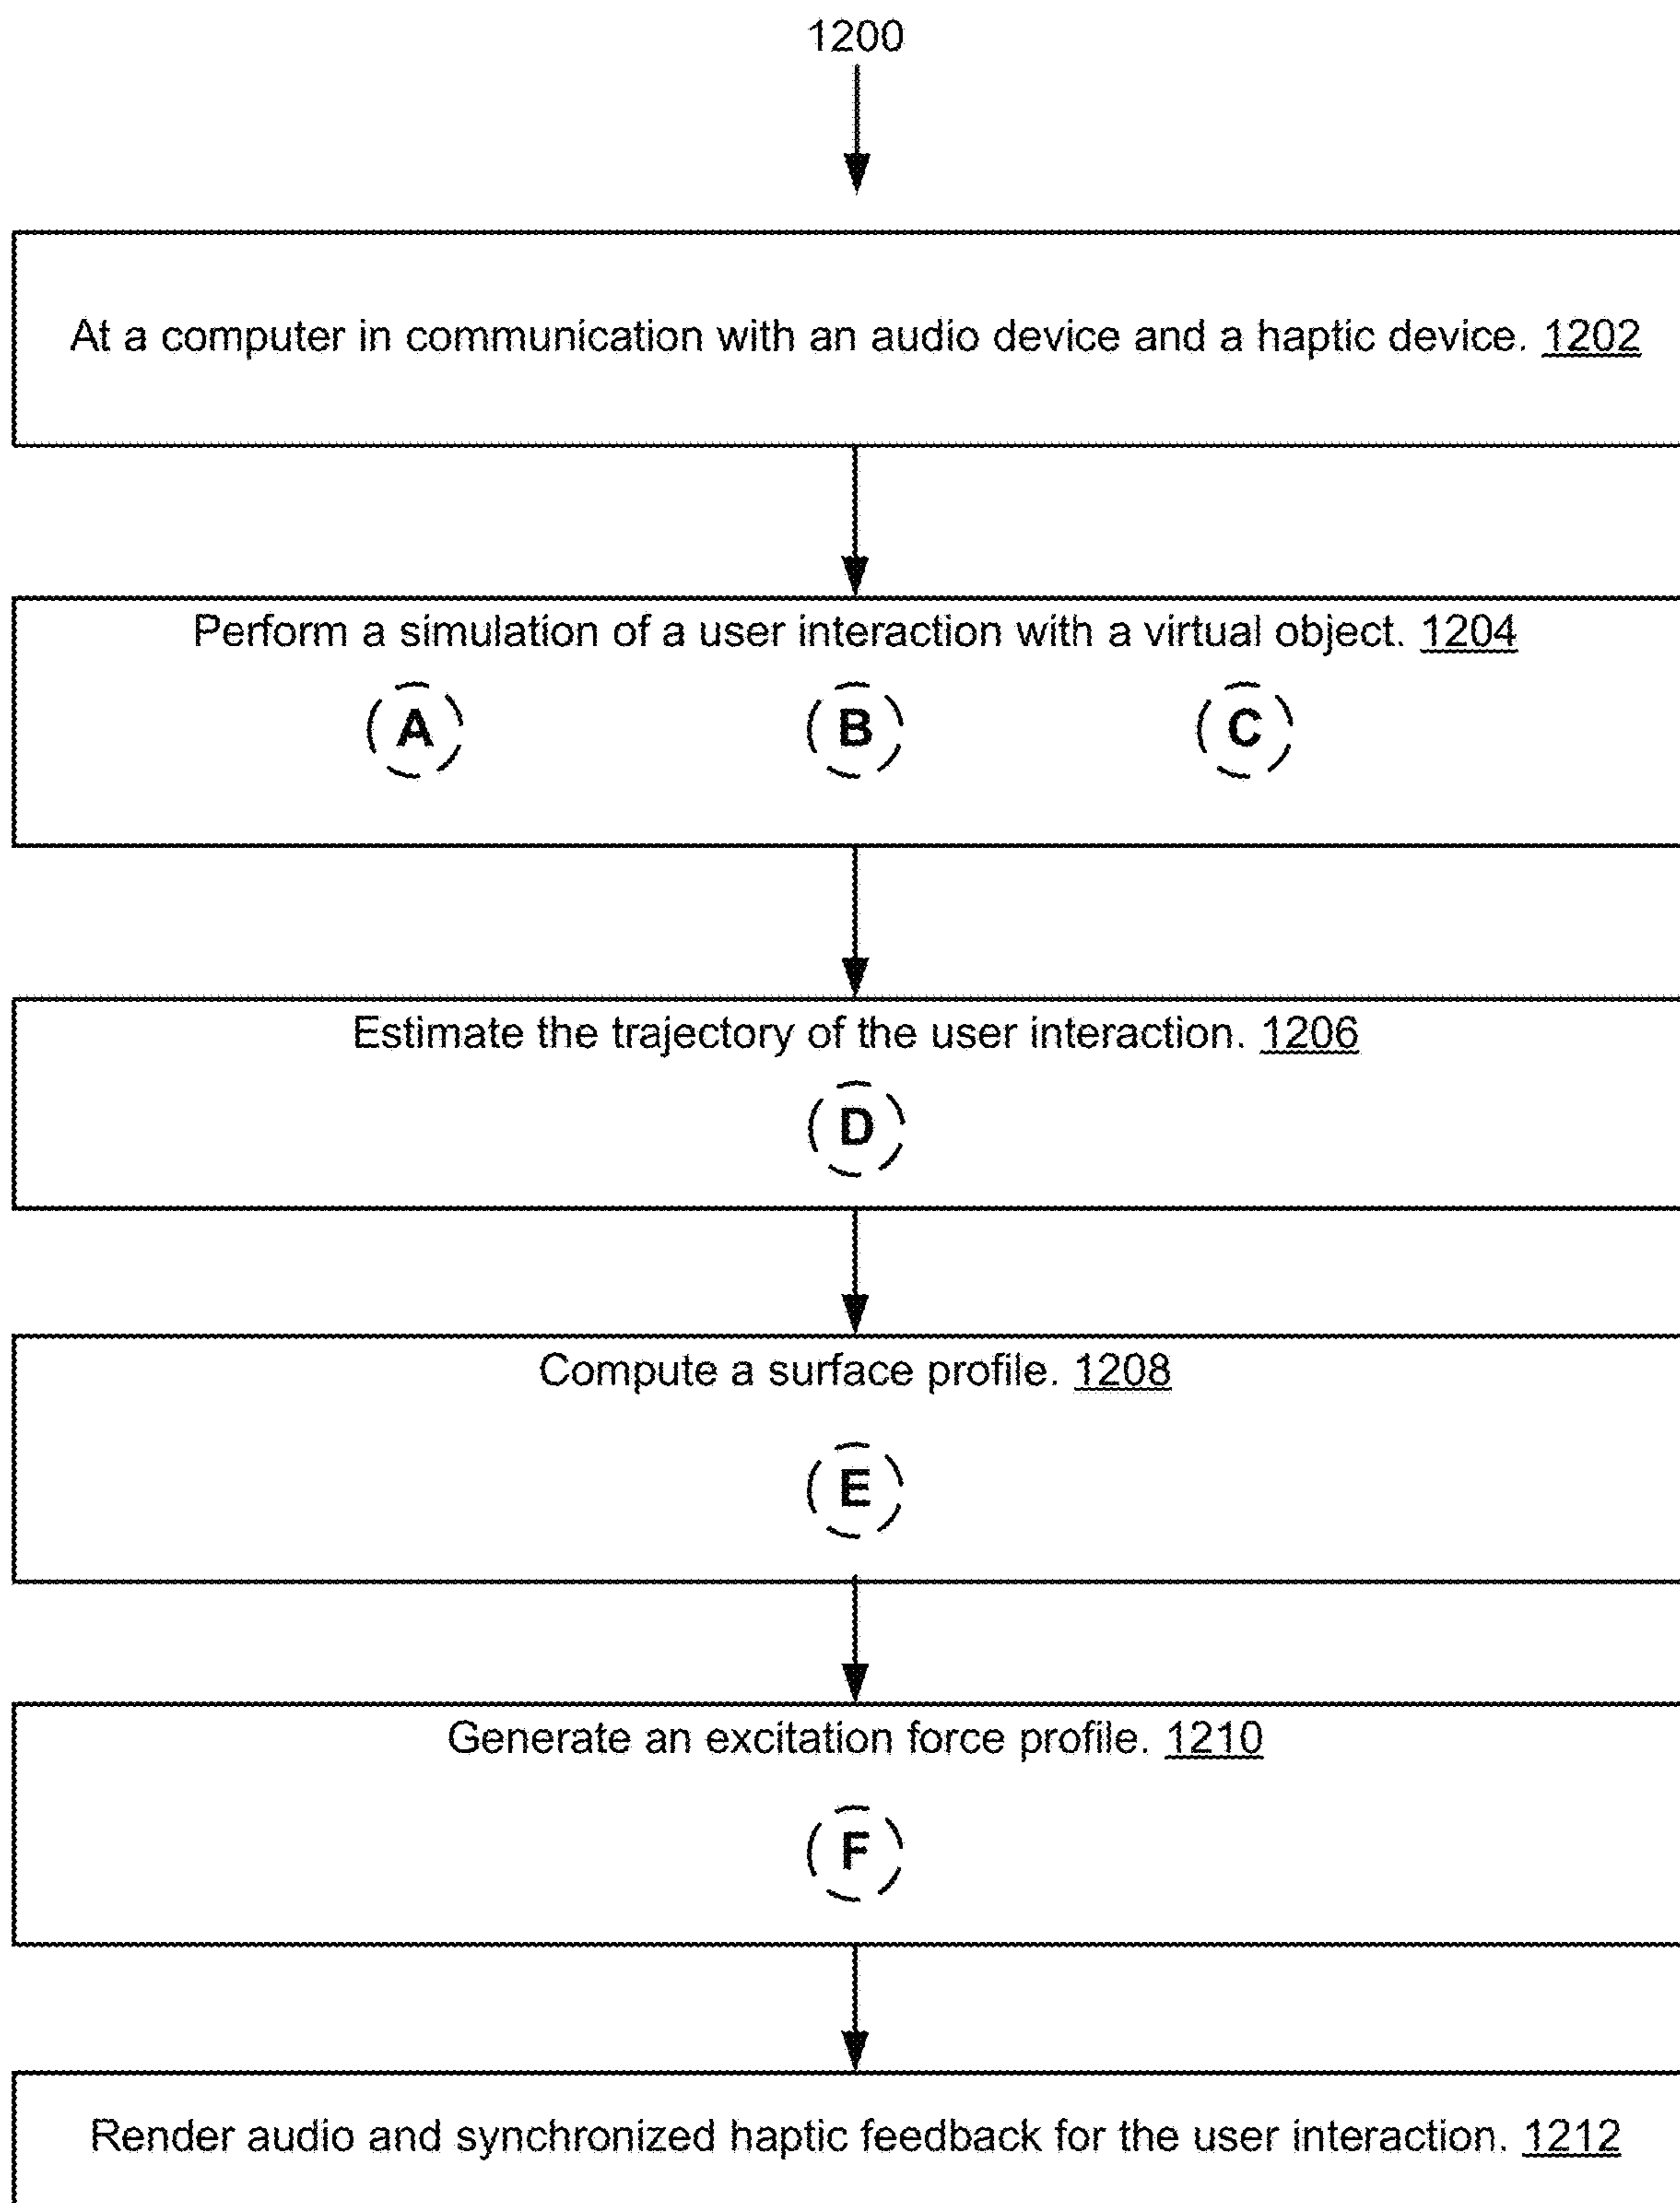 1200
At a computer in communication with an audio device and a haptic device. 1202
Perform a simulation of a user interaction with a virtual object. 1204
A B C
Estimate the trajectory of the user interaction. 1206
D
Compute a surface profile. 1208
E
Generate an excitation force profile. 1210
F
Render audio and synchronized haptic feedback for the user interaction. 1212